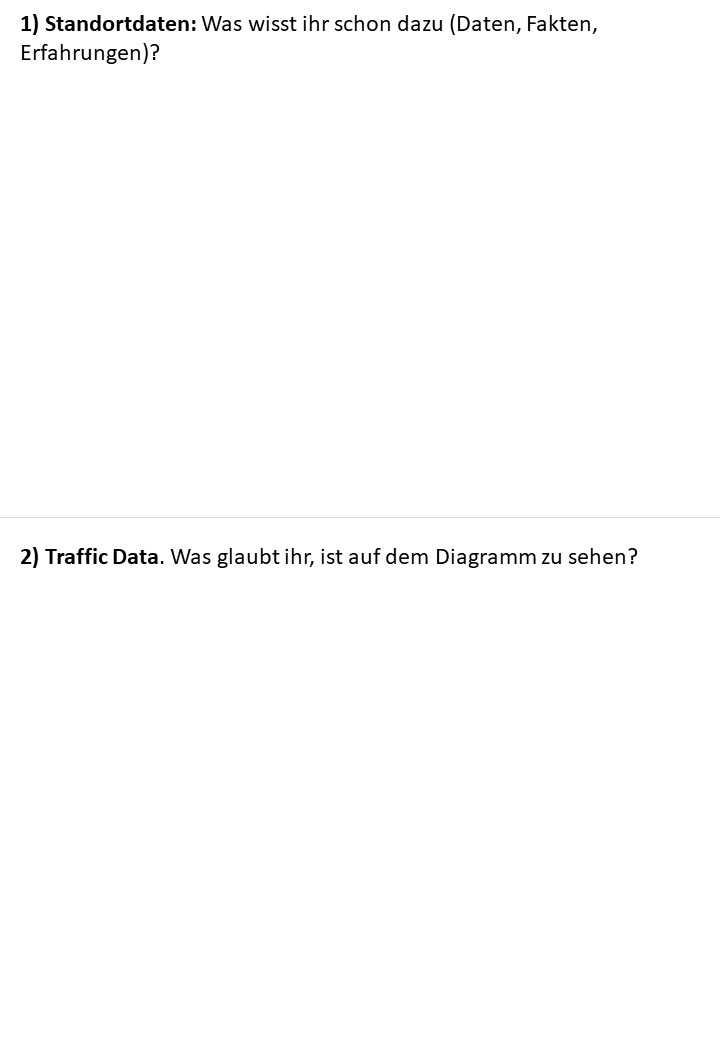 1) Standortdaten: Was wisst ihr schon dazu (Daten, Fakten,
Erfahrungen)?
2) Traffic Data. Was glaubt ihr, ist auf dem Diagramm zu sehen?